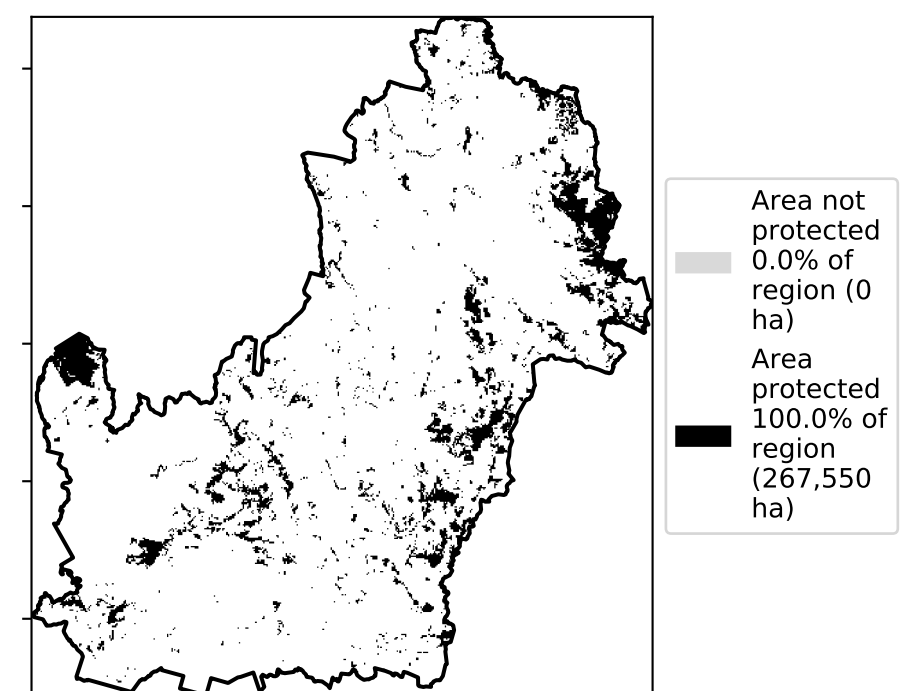 Area not
protected
0.0% of
region (0
ha)
Area
protected
100.0% of
region
(267,550
ha)